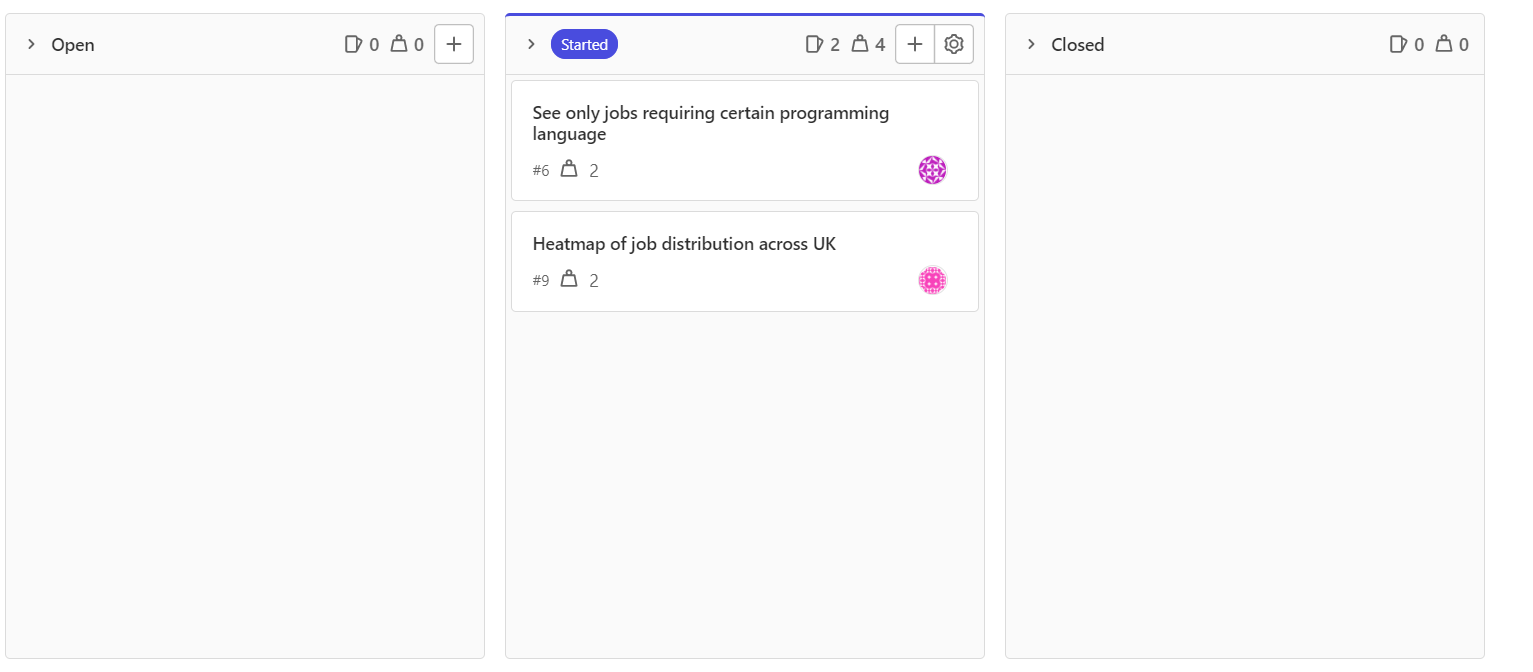 Open 0 0
Started 2 4
See only jobs requiring certain programming
language
#6 2
Heatmap of job distribution across UK
#9 2
Closed 0 0